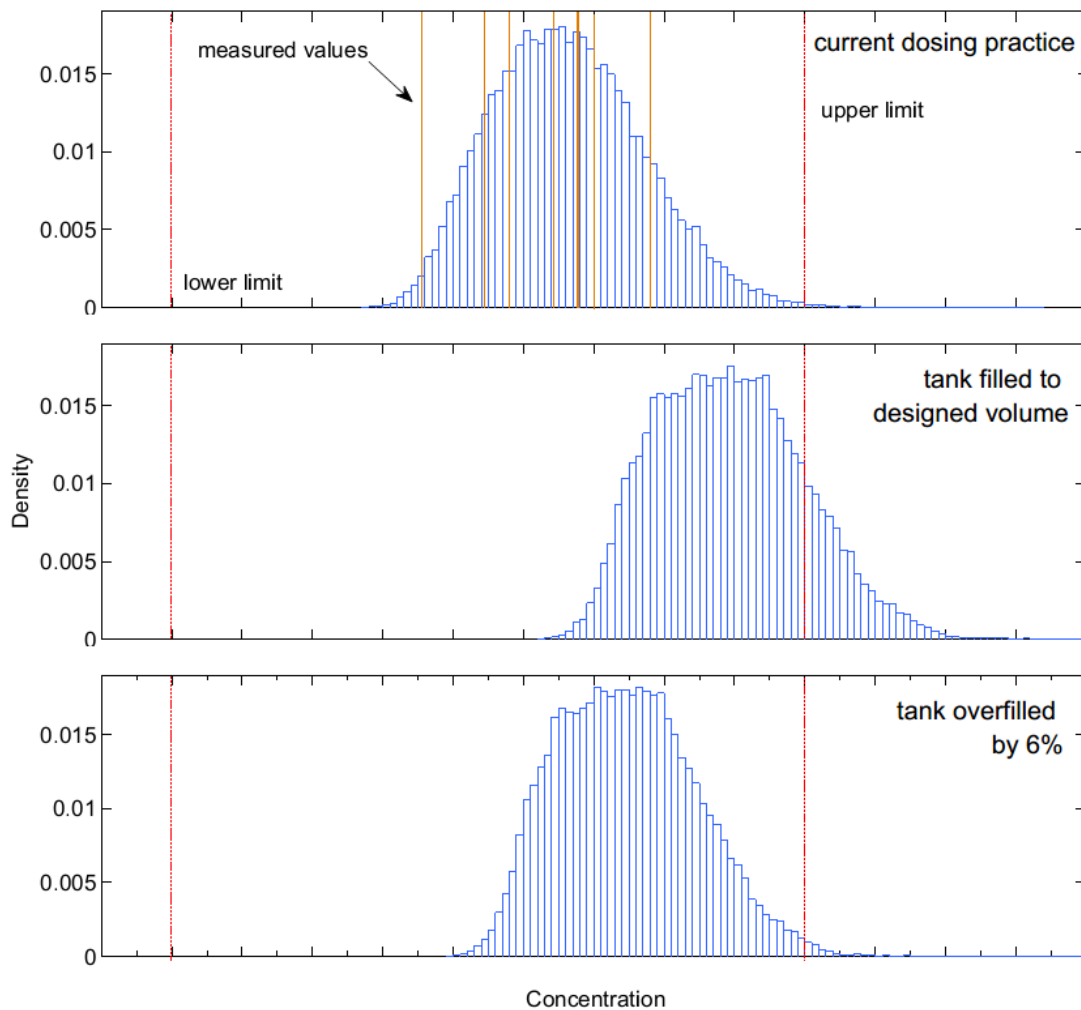 current dosing practice
measured values
upper limit
lower limit
0.015
0.01
0.005
0
tank filled to
designed volume
0.015
0.01
0.005
0
Density
tank overfilled
by 6%
0.015
0.01
0.005
0
Concentration